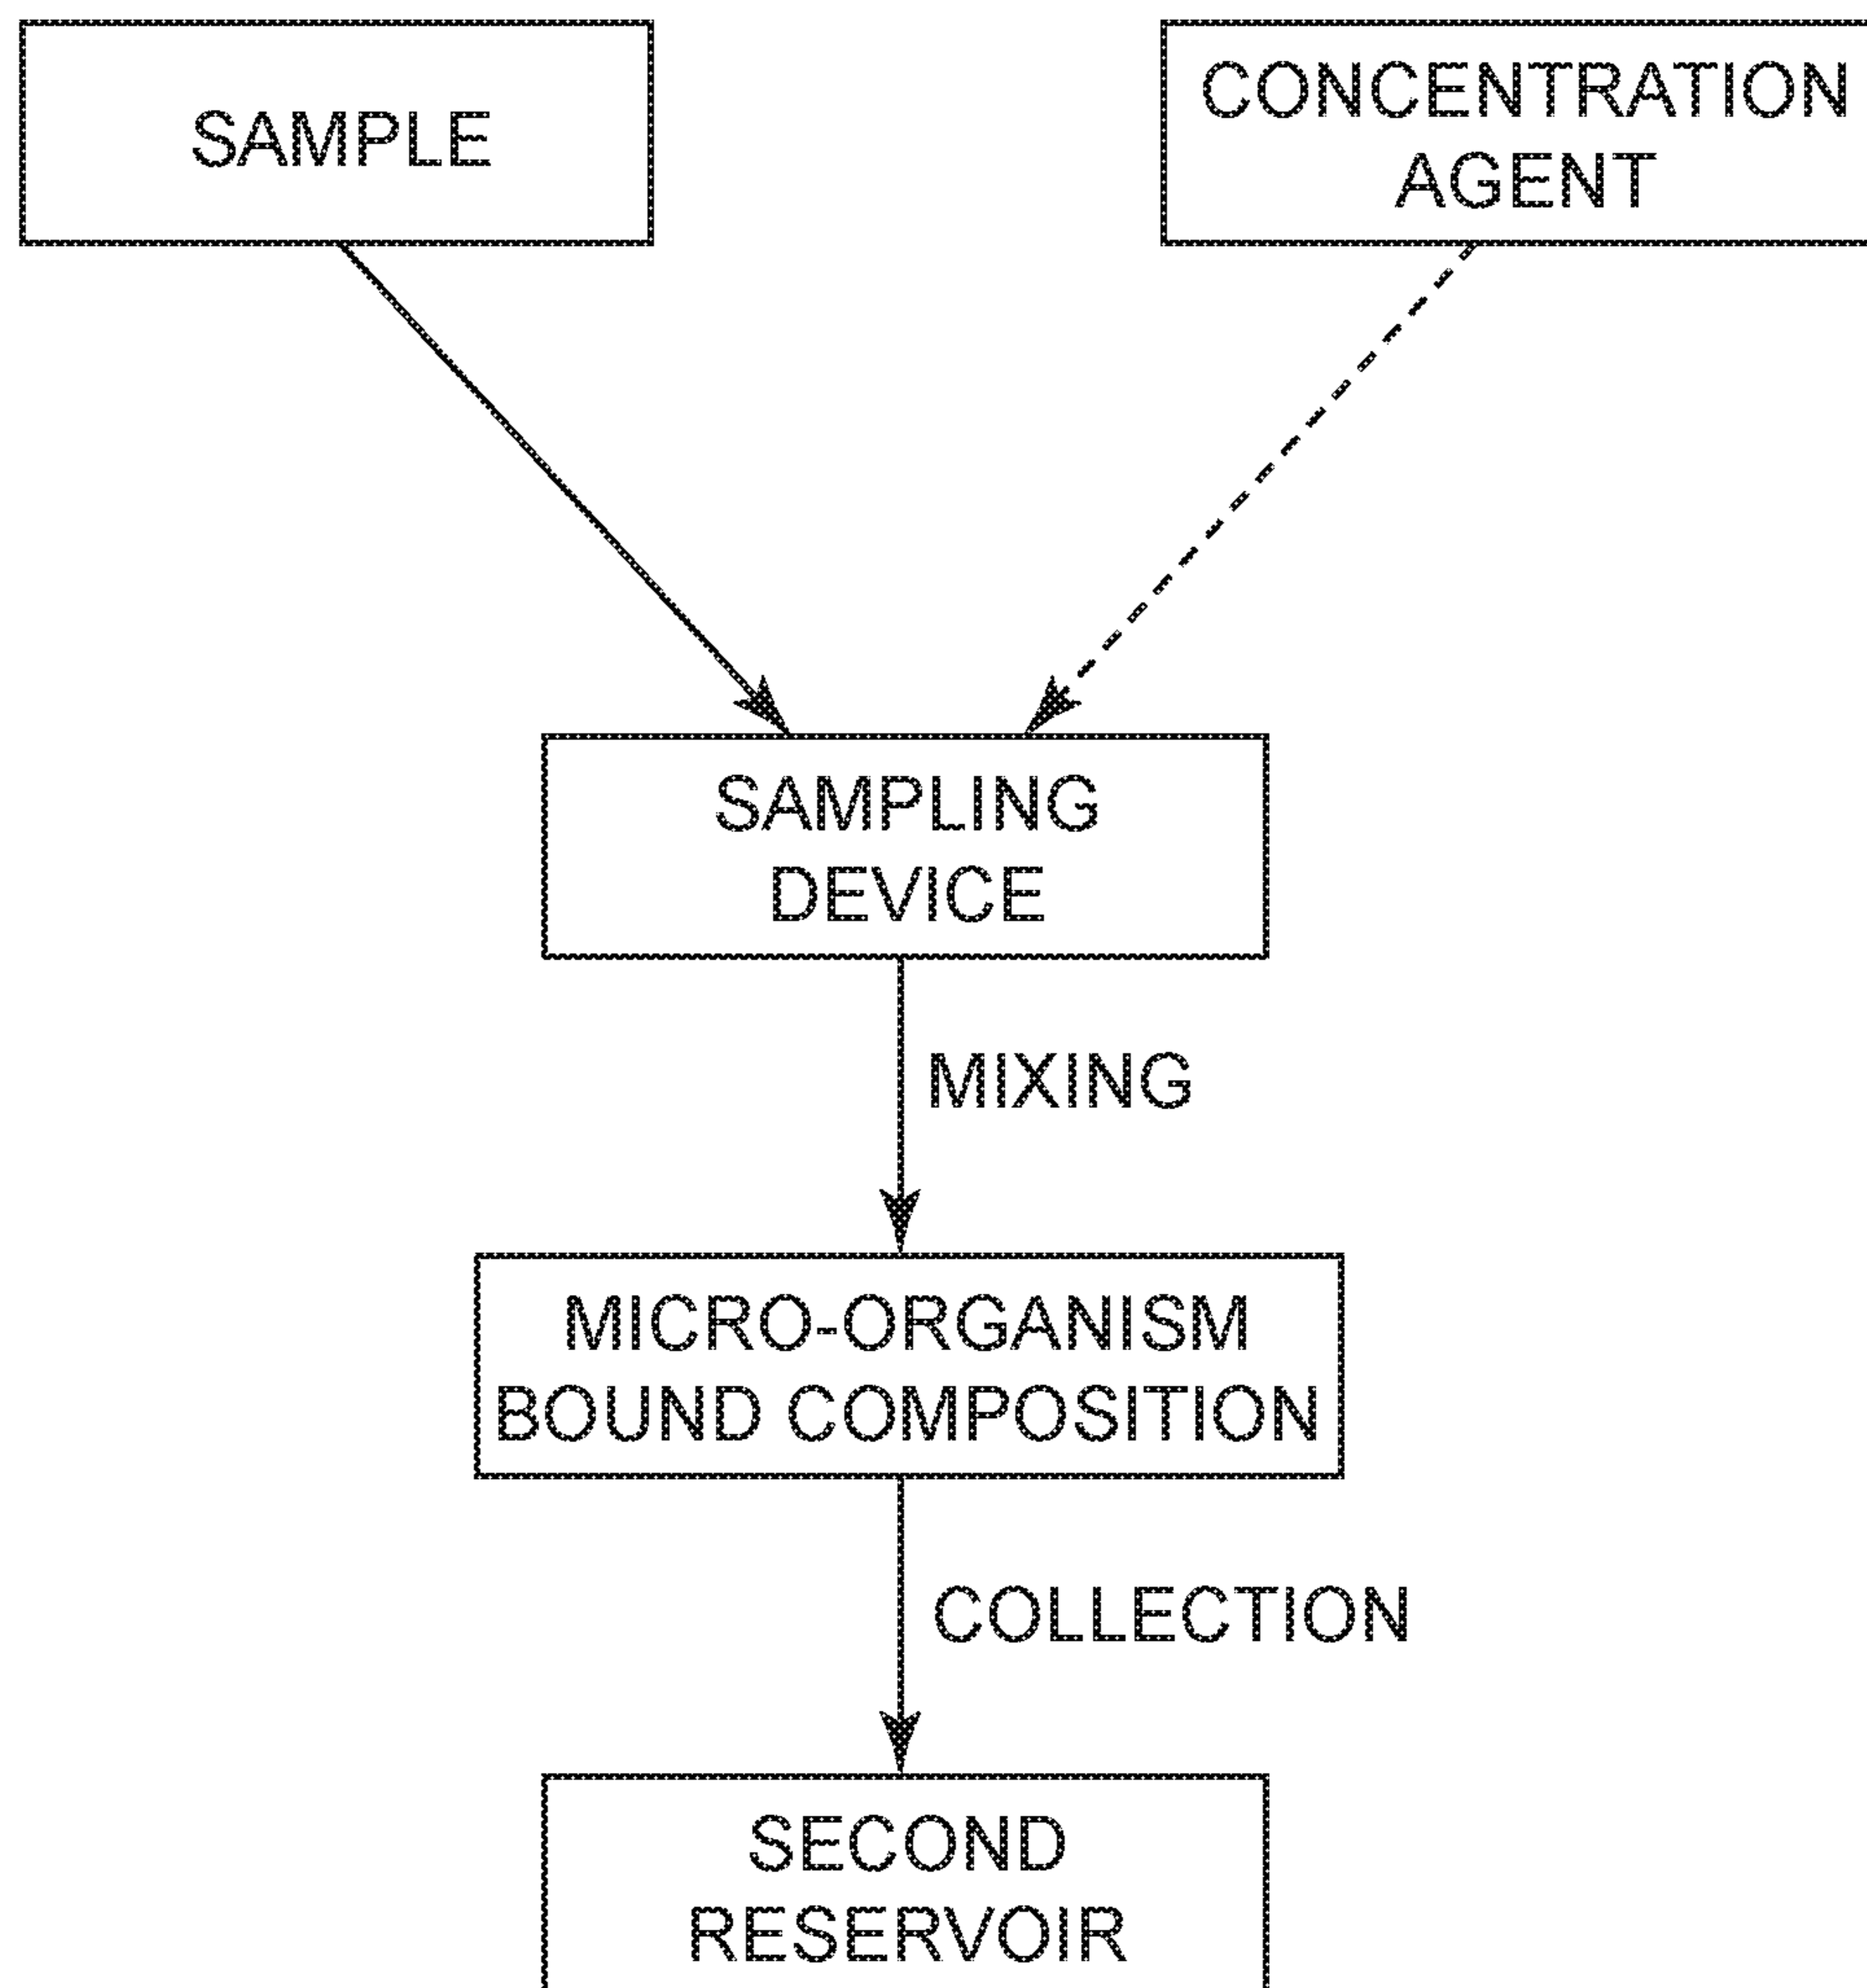 SAMPLE
CONCENTRATION
AGENT
SAMPLING
DEVICE
MIXING
MICRO-ORGANISM
BOUND COMPOSITION
COLLECTION
SECOND
RESERVOIR